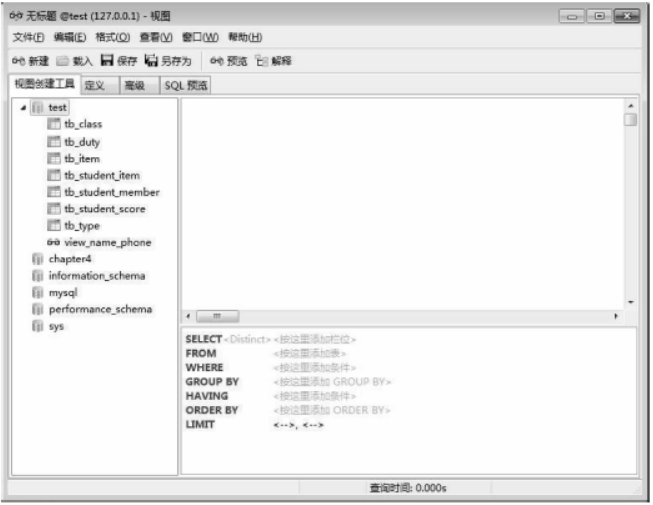 无标题 @test (127.0.0.1) - 视图
文件(F) 编辑(E) 格式(O) 查看(V) 窗口(W) 帮助(H)
新建 载入 保存 另存为 预览 解释
视图创建工具 定义 高级 SQL 预览
test
tb_class
tb_duty
tb_item
tb_student_item
tb_student_member
tb_student_score
tb_type
view_name_phone
chapter4
information_schema
mysql
performance_schema
sys
SELECT <Distinct> <按这里添加栏位>
FROM <按这里添加表>
WHERE <按这里添加条件>
GROUP BY <按这里添加 GROUP BY>
HAVING <按这里添加条件>
ORDER BY <按这里添加 ORDER BY>
LIMIT <-->, <-->
查询时间: 0.000s